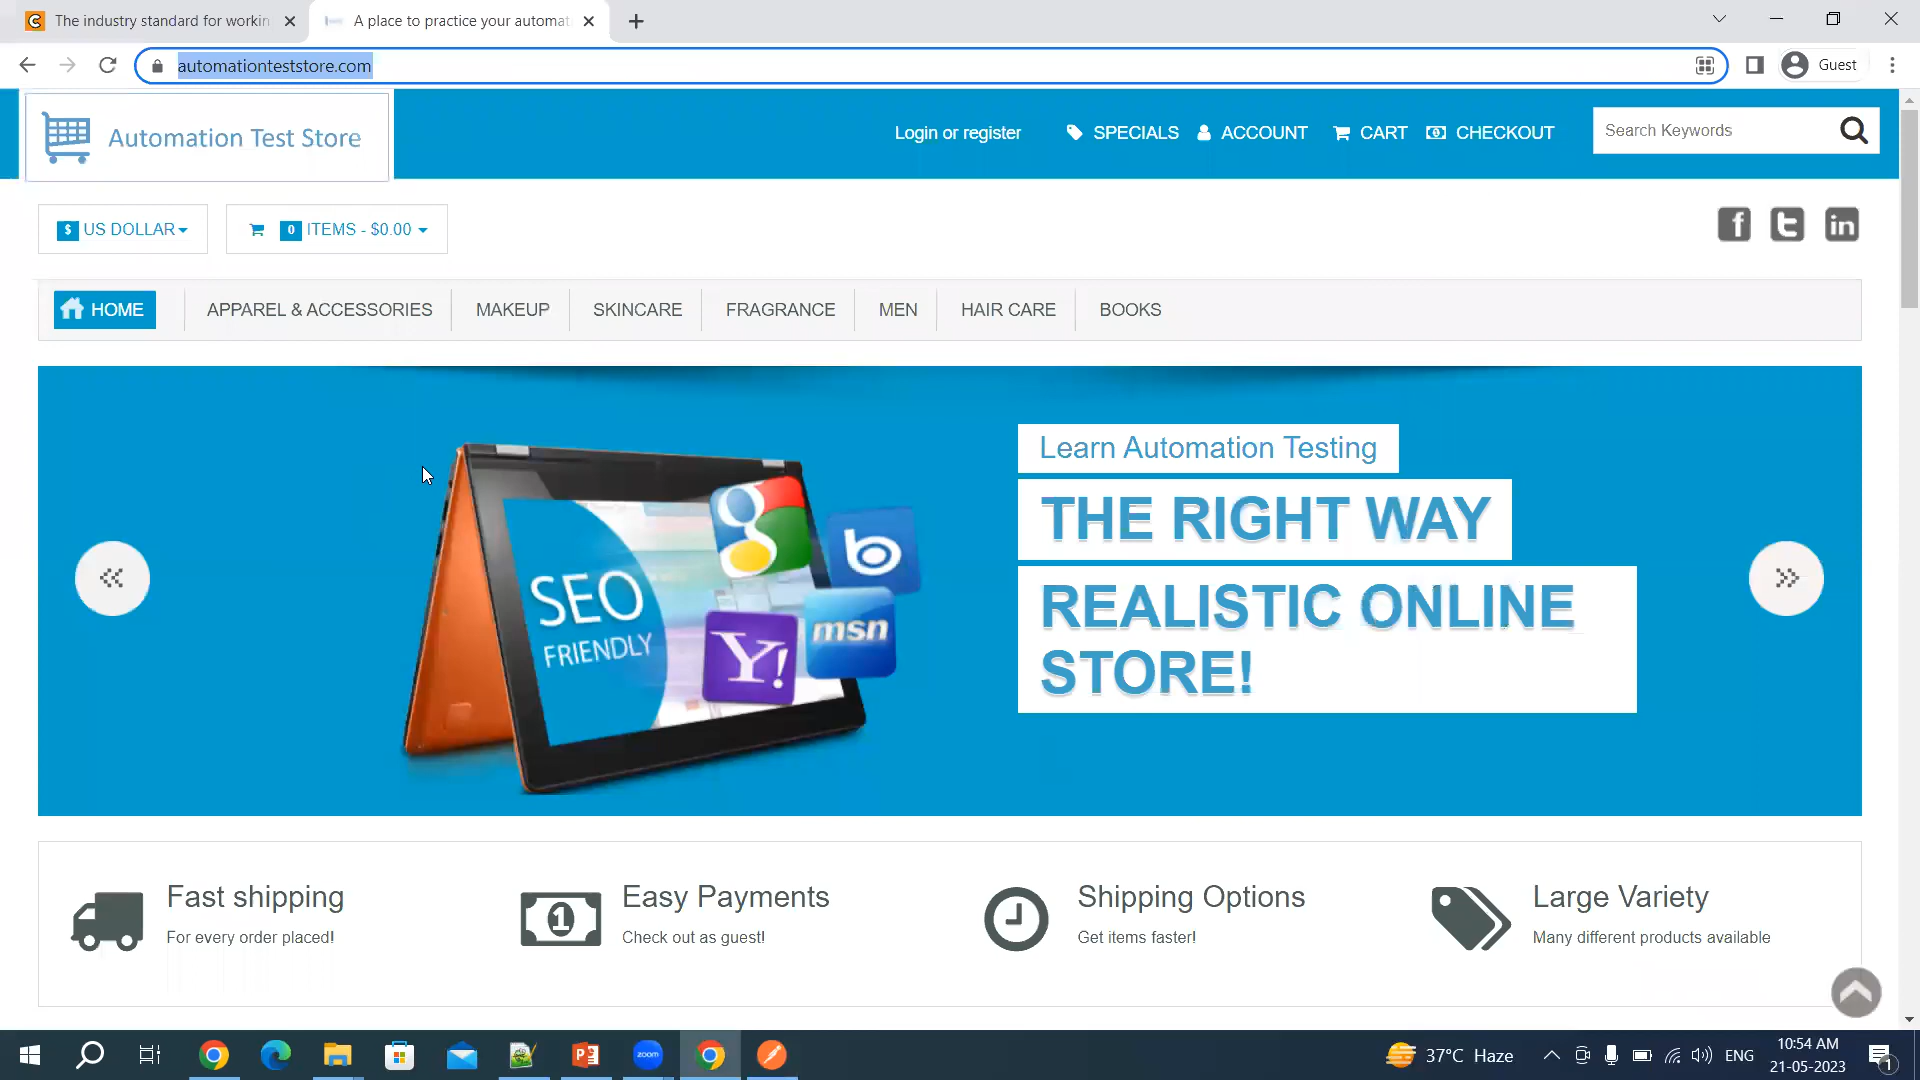 The industry standard for workin
A place to practice your automat
automationteststore.com
Guest
Automation Test Store
Login or register
SPECIALS
ACCOUNT
CART
CHECKOUT
Search Keywords
$ US DOLLAR
0 ITEMS - $0.00
HOME
APPAREL & ACCESSORIES
MAKEUP
SKINCARE
FRAGRANCE
MEN
HAIR CARE
BOOKS
SEO
FRIENDLY
g
b
Y!
msn
Learn Automation Testing
THE RIGHT WAY
REALISTIC ONLINE
STORE!
Fast shipping
For every order placed!
Easy Payments
Check out as guest!
Shipping Options
Get items faster!
Large Variety
Many different products available
zoom
37°C Haze
ENG
10:54 AM
21-05-2023
1